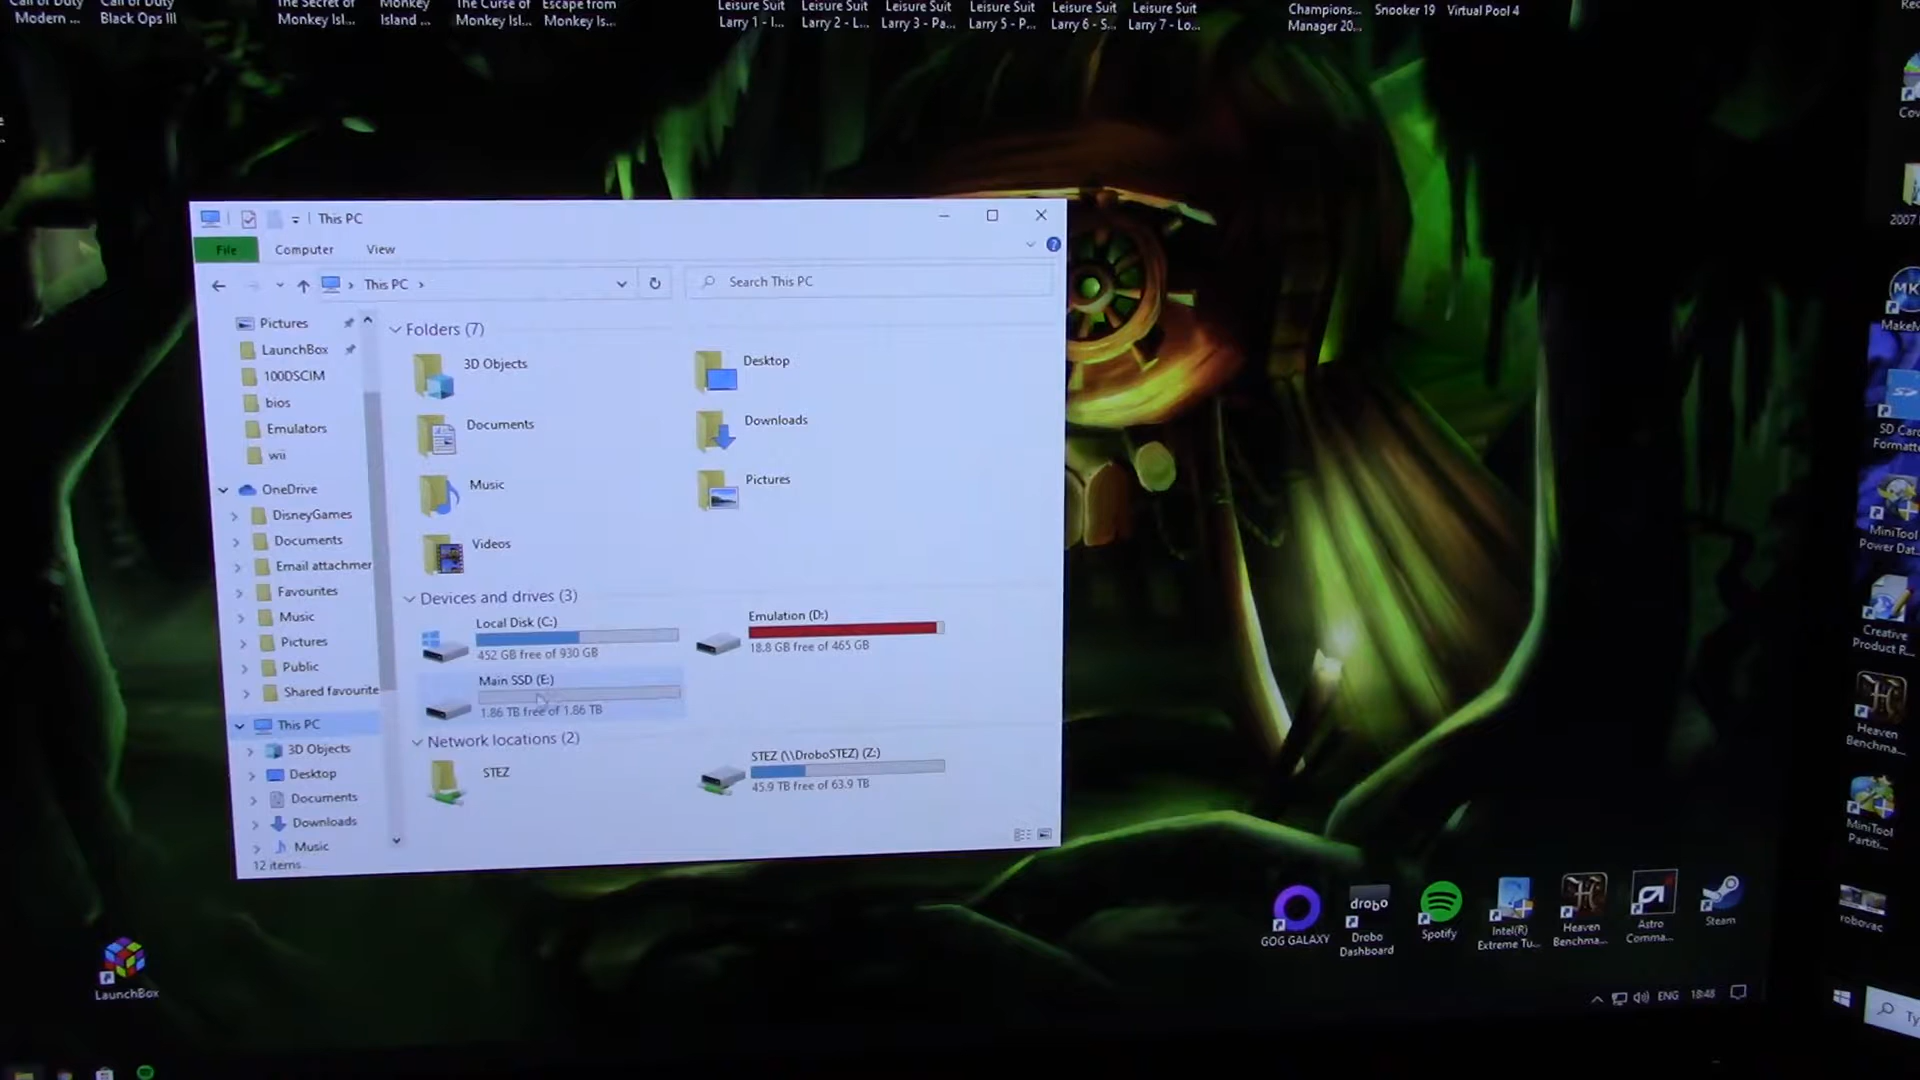 Call of Duty
Modern ...
Call of Duty
Black Ops III
The Secret of
Monkey Isl...
Monkey
Island ...
The Curse of
Monkey Isl...
Escape from
Monkey Is...
Leisure Suit
Larry 1 - I...
Leisure Suit
Larry 2 - L...
Leisure Suit
Larry 3 - Pa...
Leisure Suit
Larry 5 - P...
Leisure Suit
Larry 6 - S...
Leisure Suit
Larry 7 - Lo...
Champions...
Manager 20...
Snooker 19
Virtual Pool 4
This PC
File
Computer
View
This PC
Search This PC
Pictures
LaunchBox
100DSCIM
bios
Emulators
wii
OneDrive
DisneyGames
Documents
Email attachmer
Favourites
Music
Pictures
Public
Shared favourite
This PC
3D Objects
Desktop
Documents
Downloads
Music
12 items
Folders (7)
3D Objects
Desktop
Documents
Downloads
Music
Pictures
Videos
Devices and drives (3)
Local Disk (C:)
452 GB free of 930 GB
Emulation (D:)
18.8 GB free of 465 GB
Main SSD (E:)
1.86 TB free of 1.86 TB
Network locations (2)
STEZ
STEZ (\\DroboSTEZ) (Z:)
45.9 TB free of 63.9 TB
LaunchBox
GOG GALAXY
drobo
Drobo
Dashboard
Spotify
Intel(R)
Extreme Tu...
Heaven
Benchma...
Astro
Comma...
Steam
ENG
18:48
2007
MK
MakeM
SD Card
Formatte
MiniTool
Power Dat...
Creative
Product R...
Heaven
Benchma...
MiniTool
Partiti...
robovac
Ty